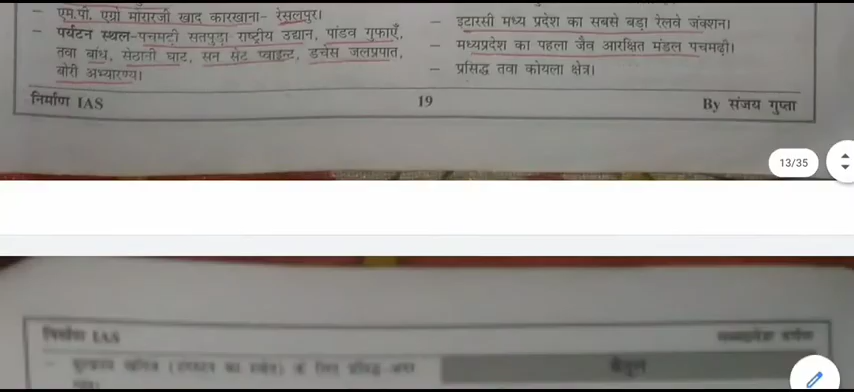 – एम.पी. एग्रो मोरारजी खाद कारखाना- रेसुलपुर।
– पर्यटन स्थल-पचमढ़ी सतपुड़ा राष्ट्रीय उद्यान, पांडव गुफाएँ,
तवा बांध, सेठानी घाट, सन सेट प्वाइन्ट, डचेस जलप्रपात,
बोरी अभ्यारण्य।
– इटारसी मध्य प्रदेश का सबसे बड़ा रेलवे जंक्शन।
– मध्यप्रदेश का पहला जैव आरक्षित मंडल पचमढ़ी।
– प्रसिद्ध तवा कोयला क्षेत्र।
निर्माण IAS 19 By संजय गुप्ता
13/35
निर्माण IAS
बैतूल